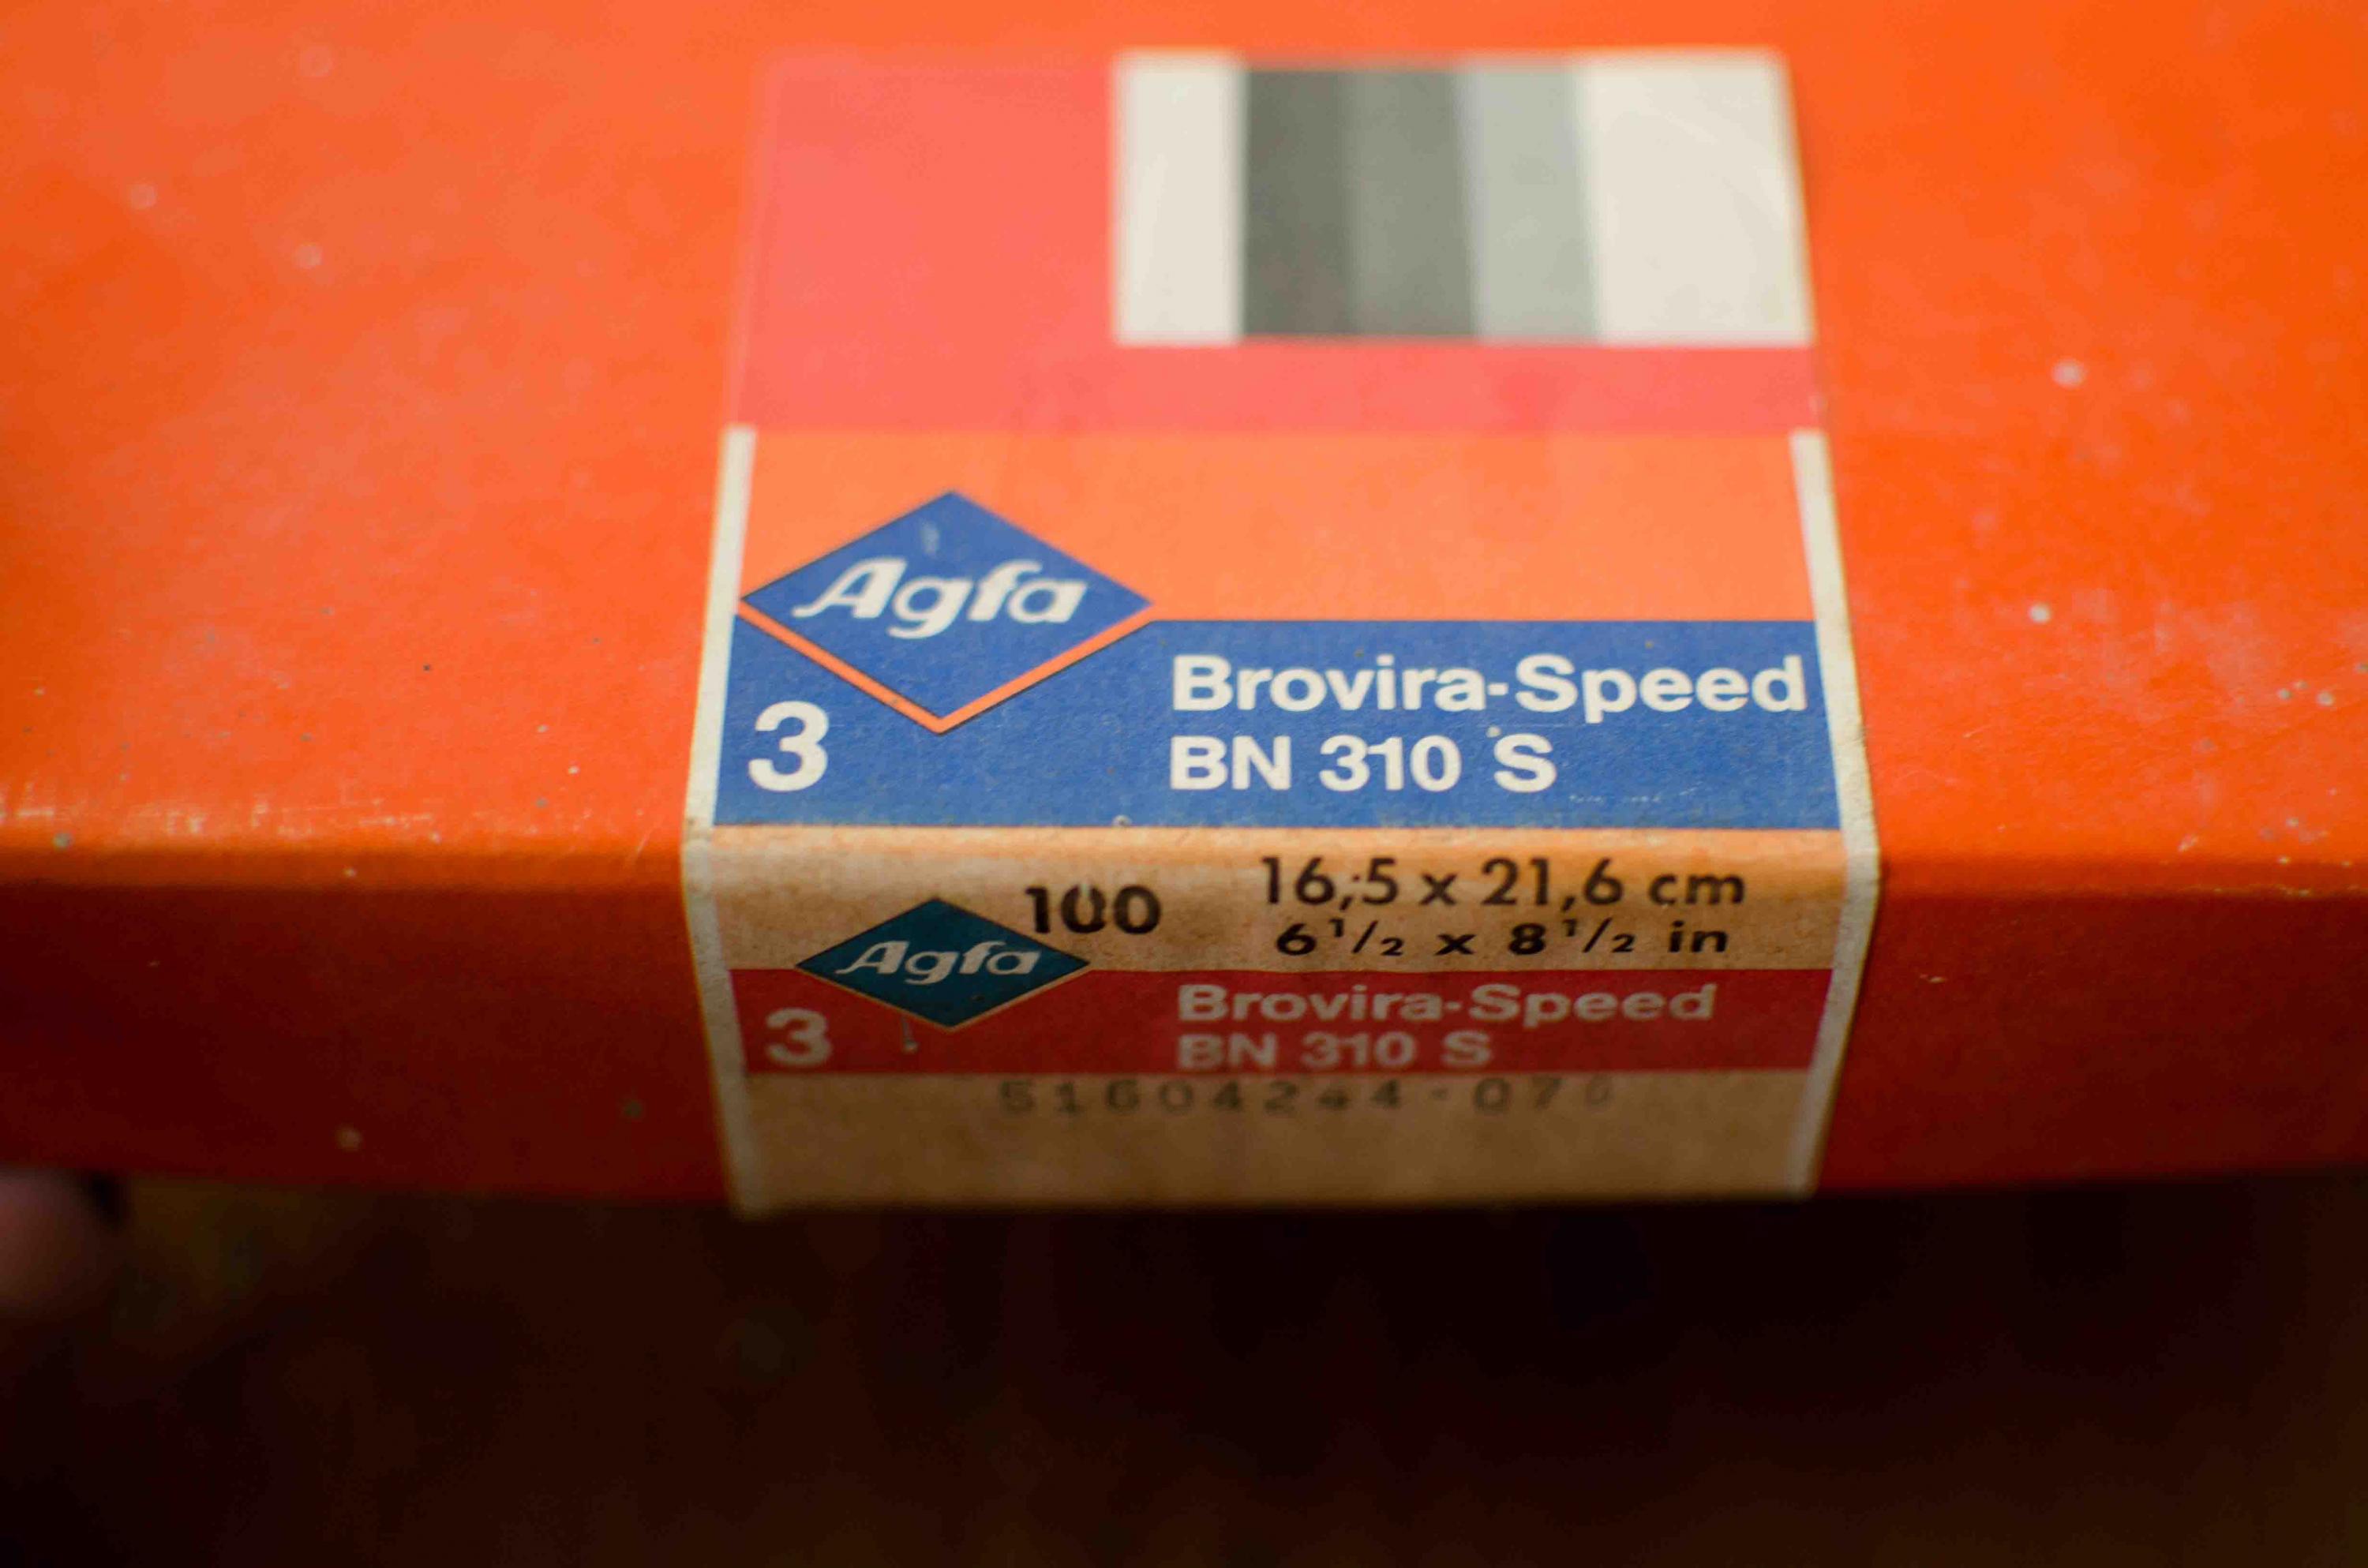 Agfa
Brovira-Speed
3
BN 310 S
100
16,5 x 21,6 cm
6 1/2 x 8 1/2 in
Agfa
Brovira-Speed
3
BN 310 S